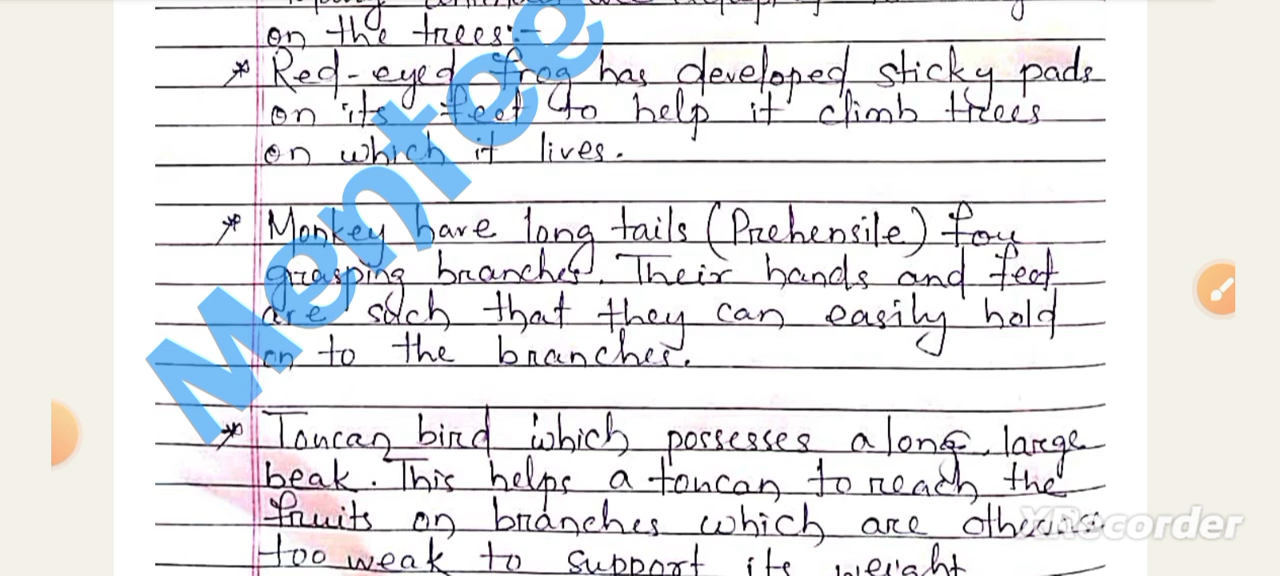 on the trees:-
* Red-eyed frog has developed sticky pads
on its feet to help it climb trees
on which it lives.
* Monkey have long tails (Prehensile) for
grasping branches. Their hands and feet
are such that they can easily hold
on to the branches.
* Toucan bird which possesses a long, large
beak. This helps a toucan to reach the
fruits on branches which are
too weak to support its weight
Mentee
XRecorder